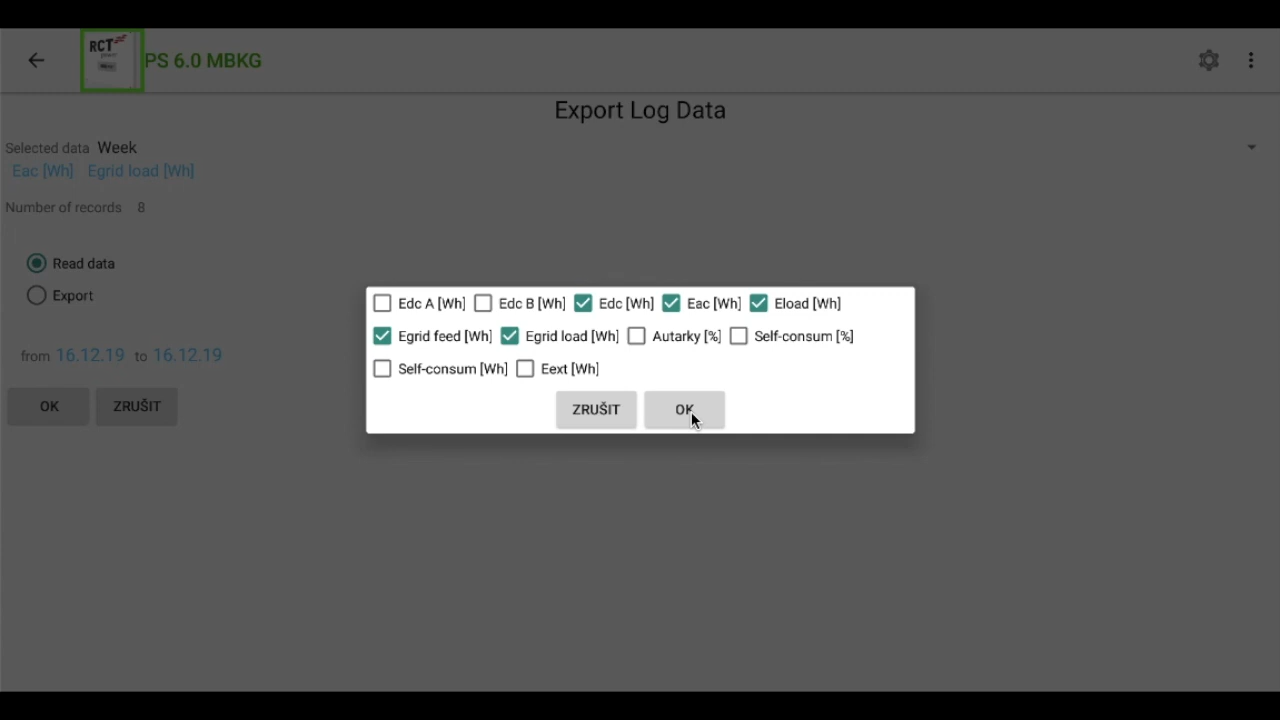 RCT
PS 6.0 MBKG
Export Log Data
Selected data Week
Eac [Wh] Egrid load [Wh]
Number of records 8
Read data
Export
from 16.12.19 to 16.12.19
OK ZRUŠIT
Edc A [Wh] Edc B [Wh] Edc [Wh] Eac [Wh] Eload [Wh]
Egrid feed [Wh] Egrid load [Wh] Autarky [%] Self-consum [%]
Self-consum [Wh] Eext [Wh]
ZRUŠIT OK